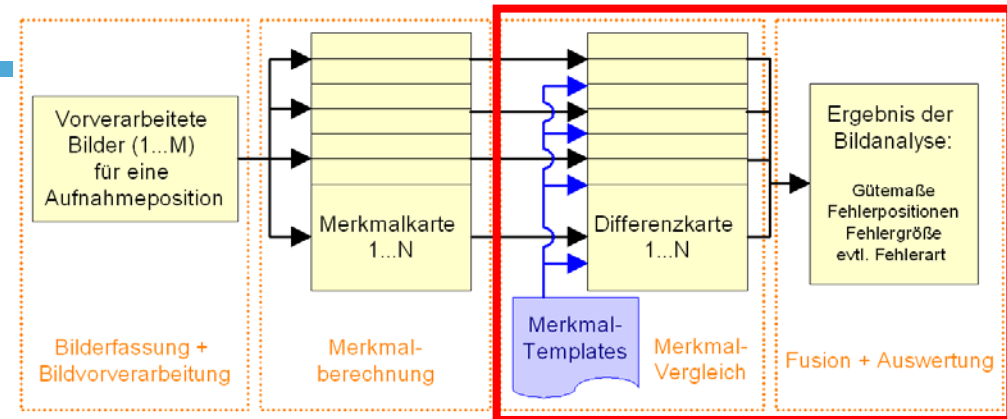 Vorverarbeitete
Bilder (1...M)
für eine
Aufnahmeposition
Bilderfassung +
Bildvorverarbeitung
Merkmalkarte
1...N
Merkmal-
berechnung
Differenzkarte
1...N
Merkmal-
Templates
Merkmal-
Vergleich
Ergebnis der
Bildanalyse:
Gütemaße
Fehlerpositionen
Fehlergröße
evtl. Fehlerart
Fusion + Auswertung